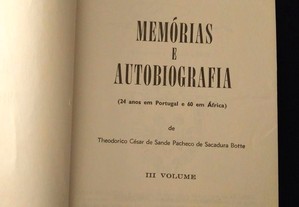 MEMÓRIAS
E
AUTOBIOGRAFIA
(24 anos em Portugal e 60 em África)
de
Theodorico César de Sande Pacheco de Sacadura Botte
III VOLUME